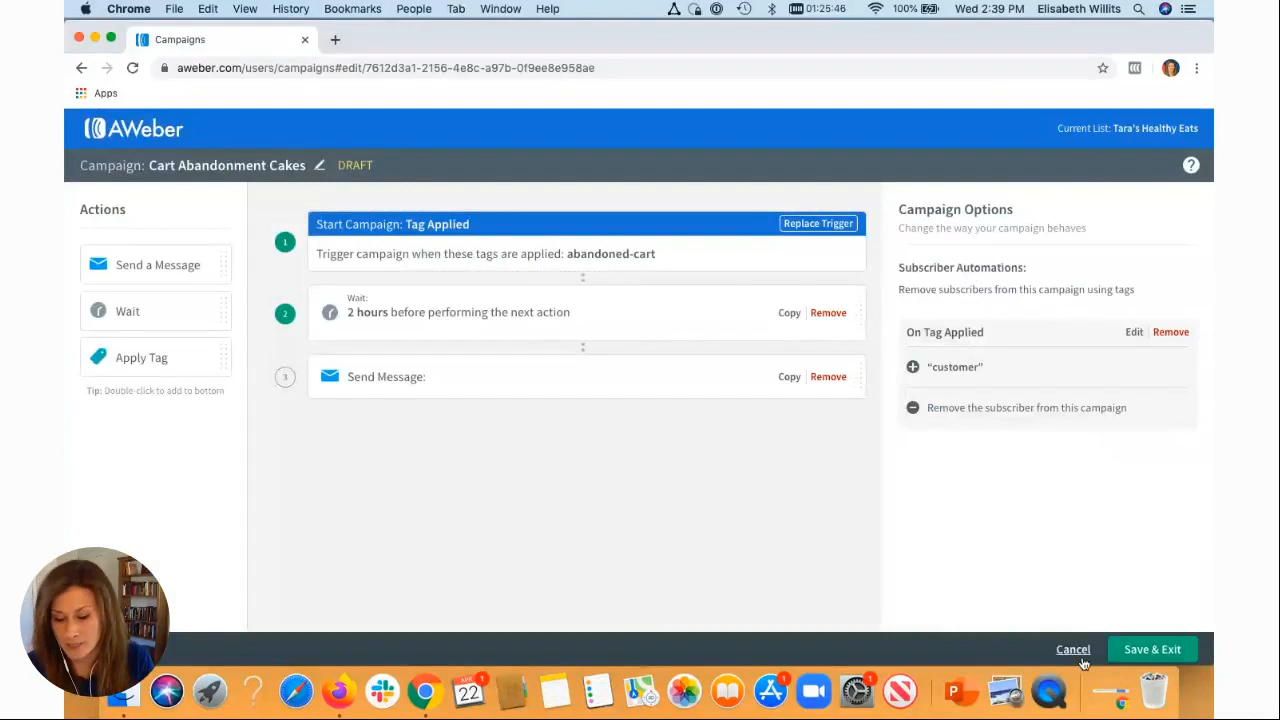 Chrome File Edit View History Bookmarks People Tab Window Help 01:25:46 100% Wed 2:39 PM Elisabeth Willits
Campaigns
aweber.com/users/campaigns#edit/7612d3a1-2156-4e8c-a97b-0f9ee8e958ae
Apps
AWeber
Current List: Tara's Healthy Eats
Campaign: Cart Abandonment Cakes DRAFT
?
Actions
Send a Message
Wait
Apply Tag
Tip: Double-click to add to bottom
1
Start Campaign: Tag Applied
Replace Trigger
Trigger campaign when these tags are applied: abandoned-cart
2
Wait:
2 hours before performing the next action
Copy Remove
3
Send Message:
Copy Remove
Campaign Options
Change the way your campaign behaves
Subscriber Automations:
Remove subscribers from this campaign using tags
On Tag Applied
Edit Remove
“customer”
Remove the subscriber from this campaign
Cancel
Save & Exit
APR
22
1
1
1
P